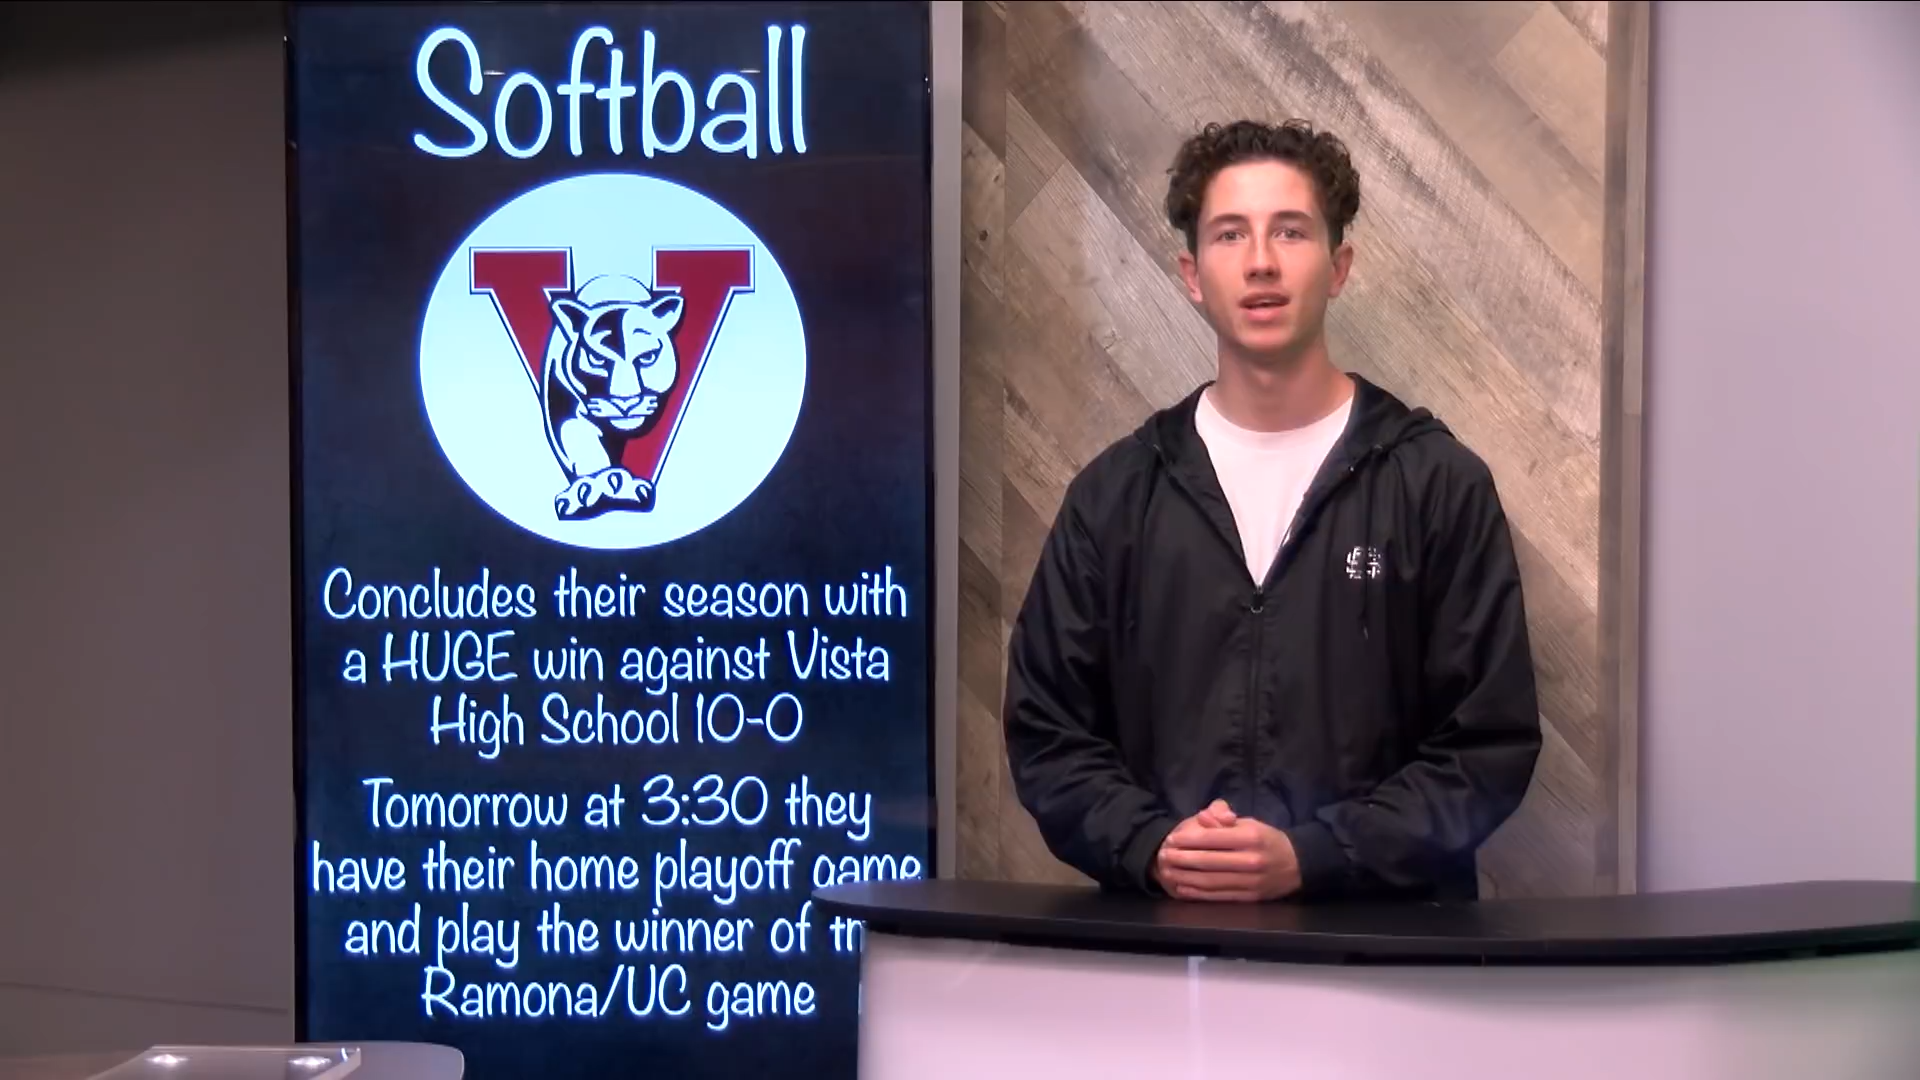 Softball
V
Concludes their season with
a HUGE win against Vista
High School 10-0
Tomorrow at 3:30 they
have their home playoff game
and play the winner of
Ramona/UC game